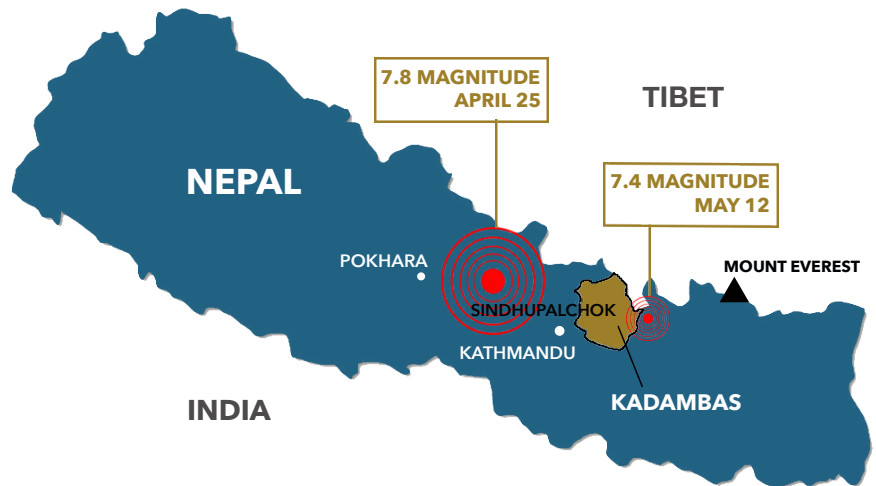 7.8 MAGNITUDE
APRIL 25
TIBET
NEPAL
7.4 MAGNITUDE
MAY 12
POKHARA
MOUNT EVEREST
SINDHUPALCHOK
KATHMANDU
KADAMBAS
INDIA